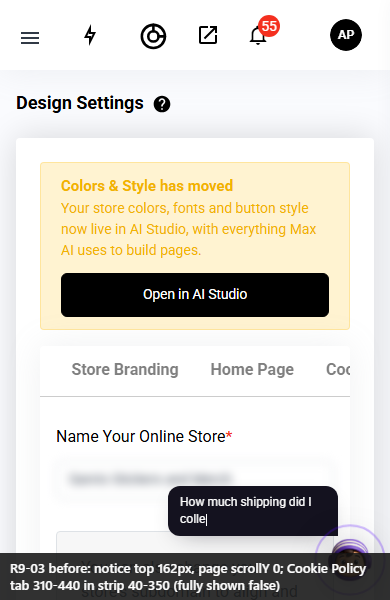 55
AP
Design Settings
Colors & Style has moved
Your store colors, fonts and button style
now live in AI Studio, with everything Max
AI uses to build pages.
Open in AI Studio
Store Branding Home Page Coo
Name Your Online Store*
How much shipping did I
colle
R9-03 before: notice top 162px, page scrollY 0; Cookie Policy
tab 310-440 in strip 40-350 (fully shown false)